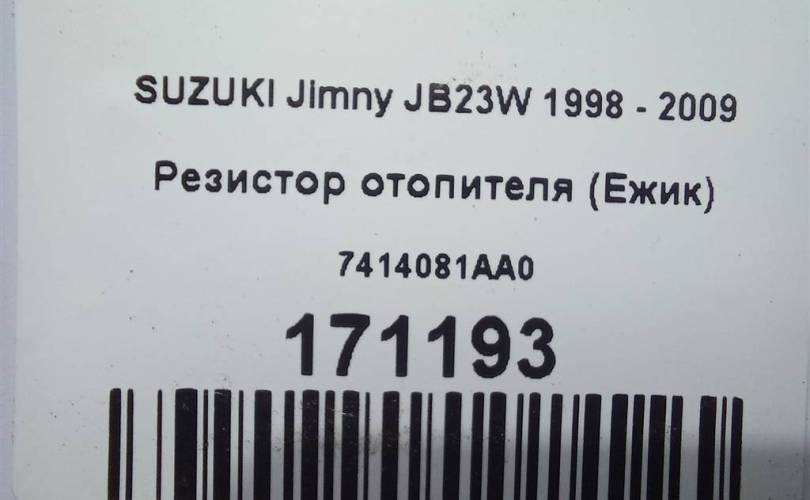 SUZUKI Jimny JB23W 1998 - 2009
Резистор отопителя (Ежик)
7414081AA0
171193